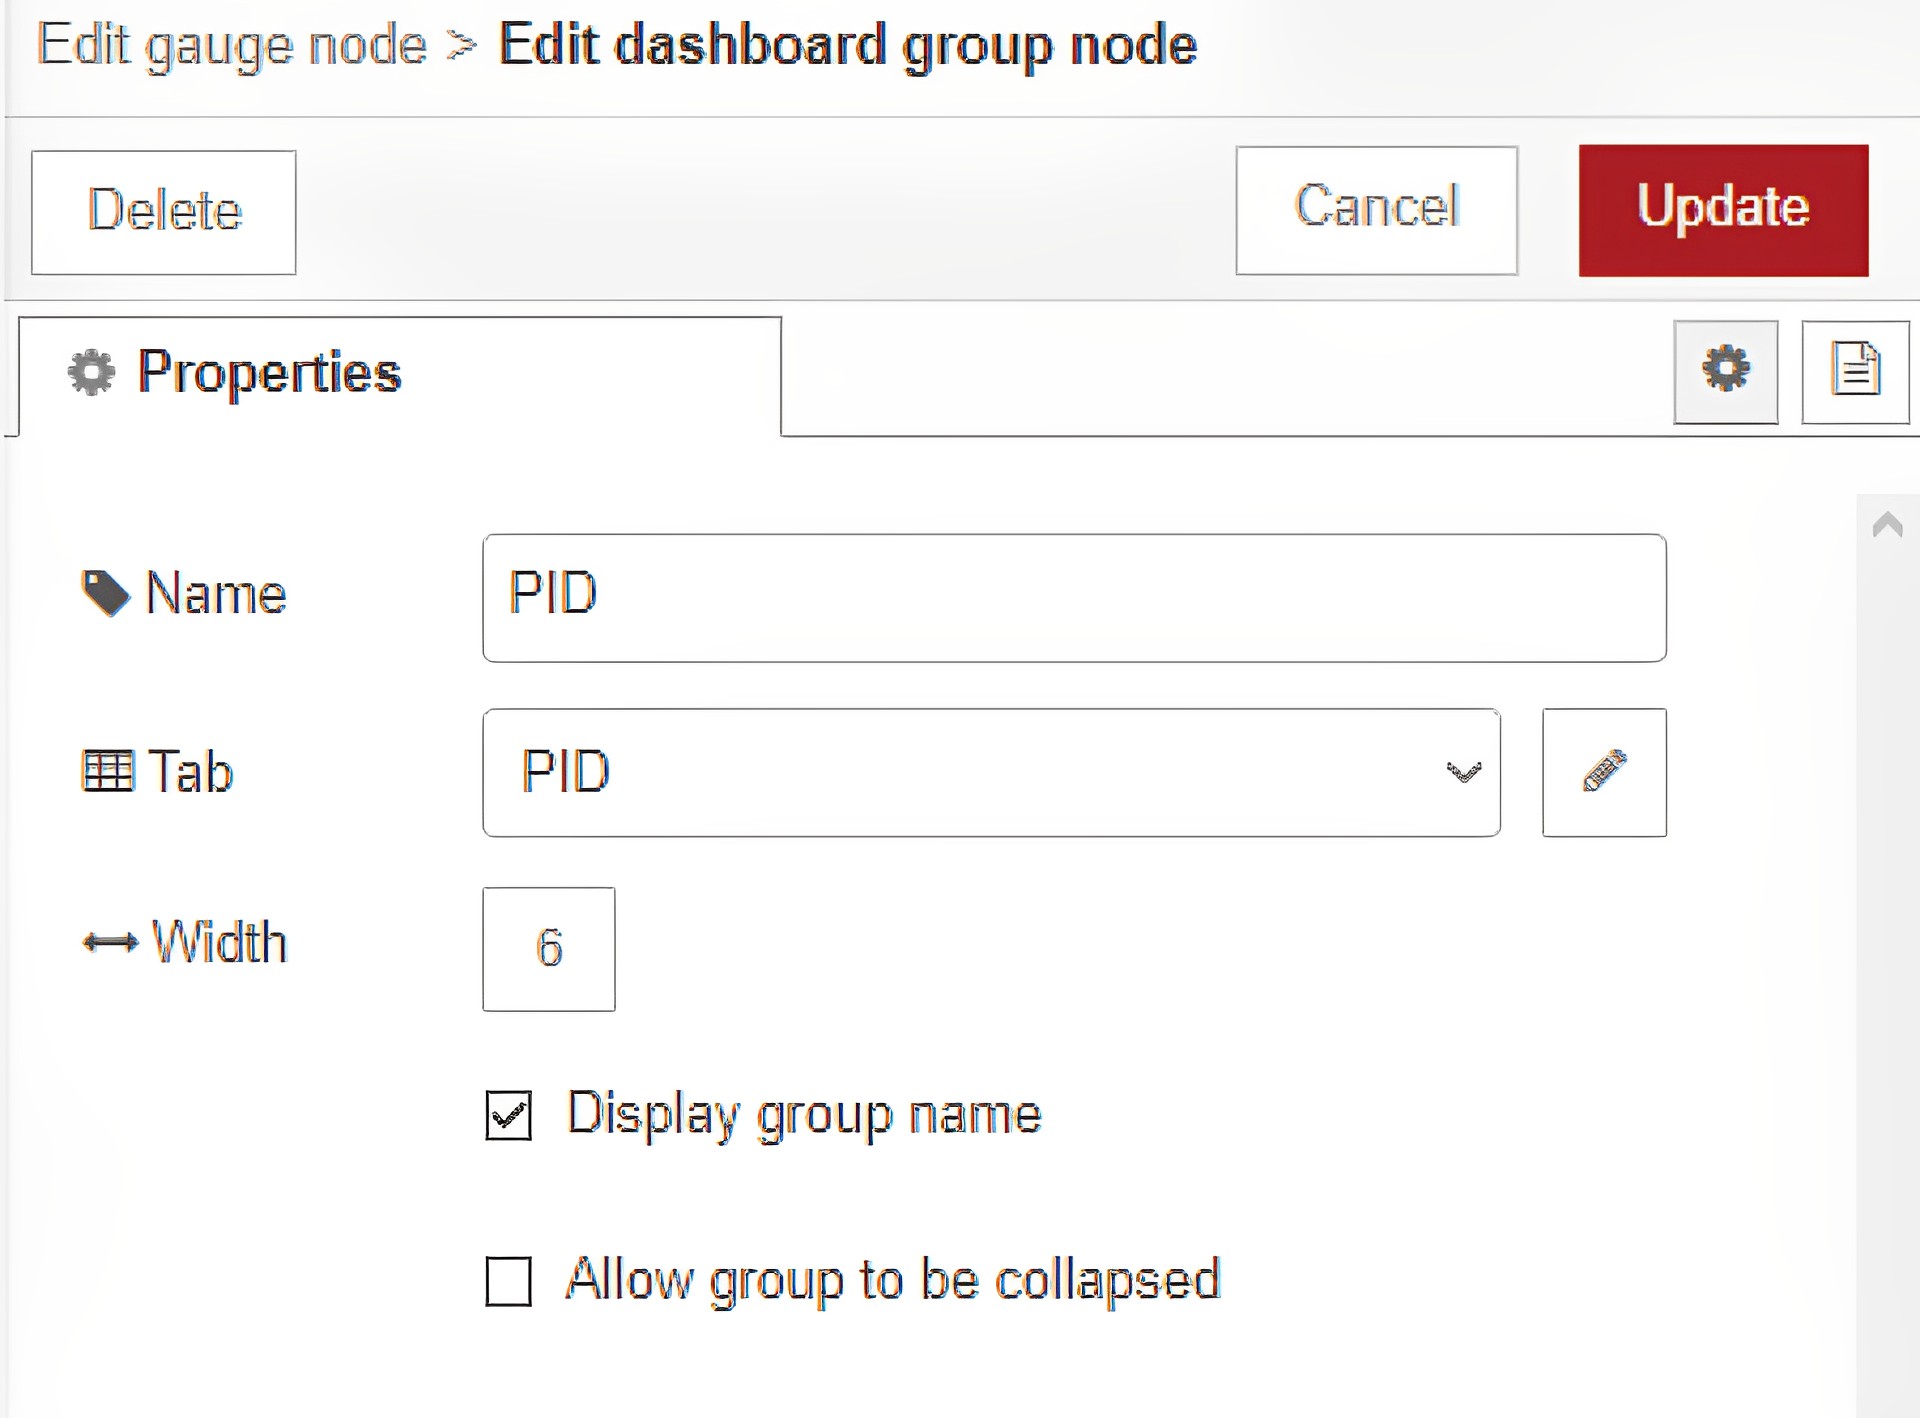 Edit gauge node > Edit dashboard group node
Delete Cancel Update
Properties
Name PID
Tab PID
Width 6
Display group name
Allow group to be collapsed